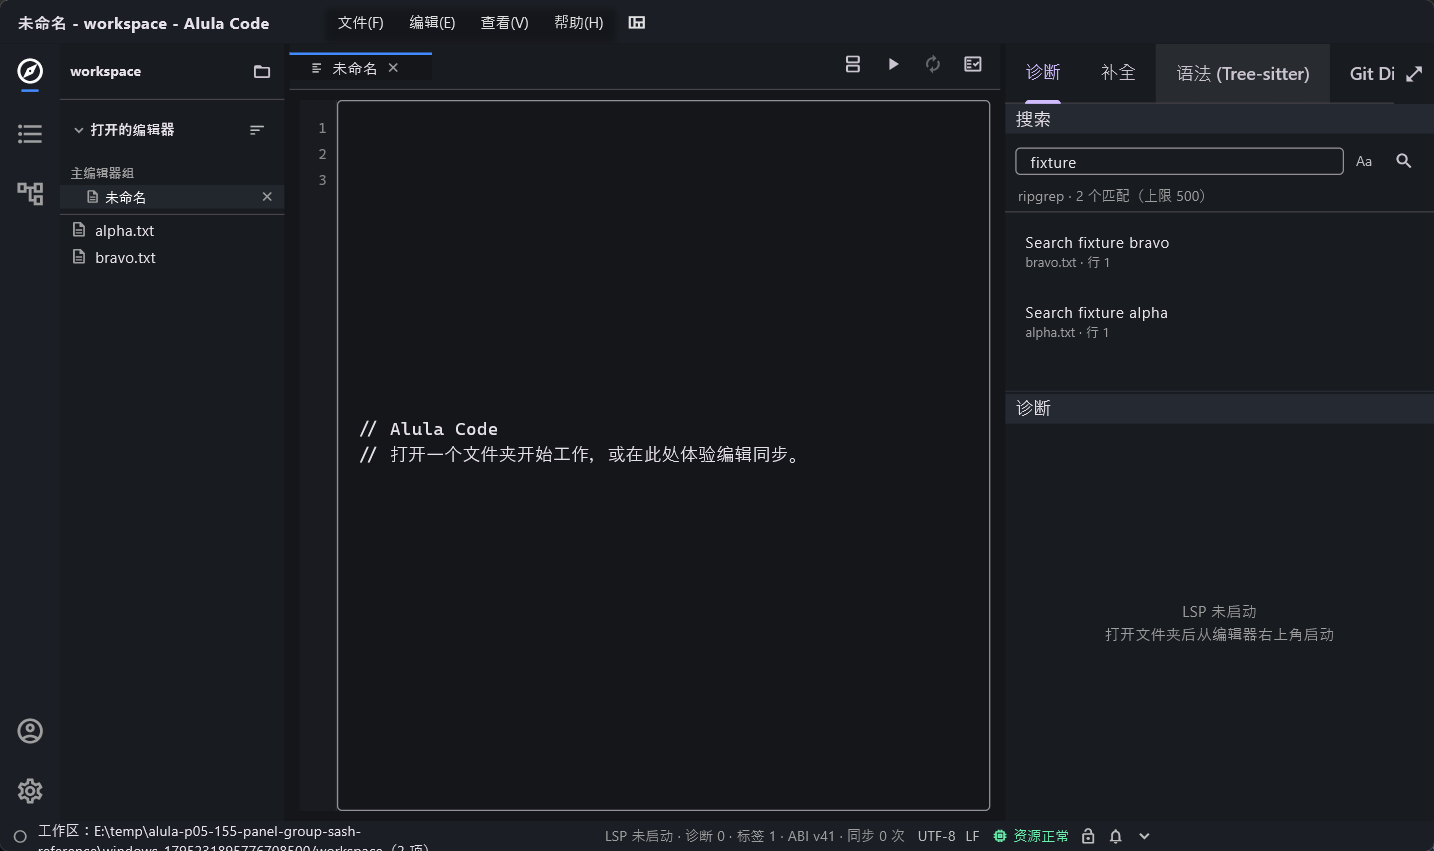 未命名 - workspace - Alula Code
文件(F) 编辑(E) 查看(V) 帮助(H)
workspace
打开的编辑器
主编辑器组
未命名
alpha.txt
bravo.txt
未命名
1
2
3
// Alula Code
// 打开一个文件夹开始工作，或在此处体验编辑同步。
诊断 补全 语法 (Tree-sitter) Git Di
搜索
fixture
Aa
ripgrep · 2 个匹配（上限 500）
Search fixture bravo
bravo.txt · 行 1
Search fixture alpha
alpha.txt · 行 1
诊断
LSP 未启动
打开文件夹后从编辑器右上角启动
工作区：E:\temp\alula-p05-155-panel-group-sash-
reference\windows-1795231895776708500/workspace（2 项）
LSP 未启动 · 诊断 0 · 标签 1 · ABI v41 · 同步 0 次 UTF-8 LF 资源正常